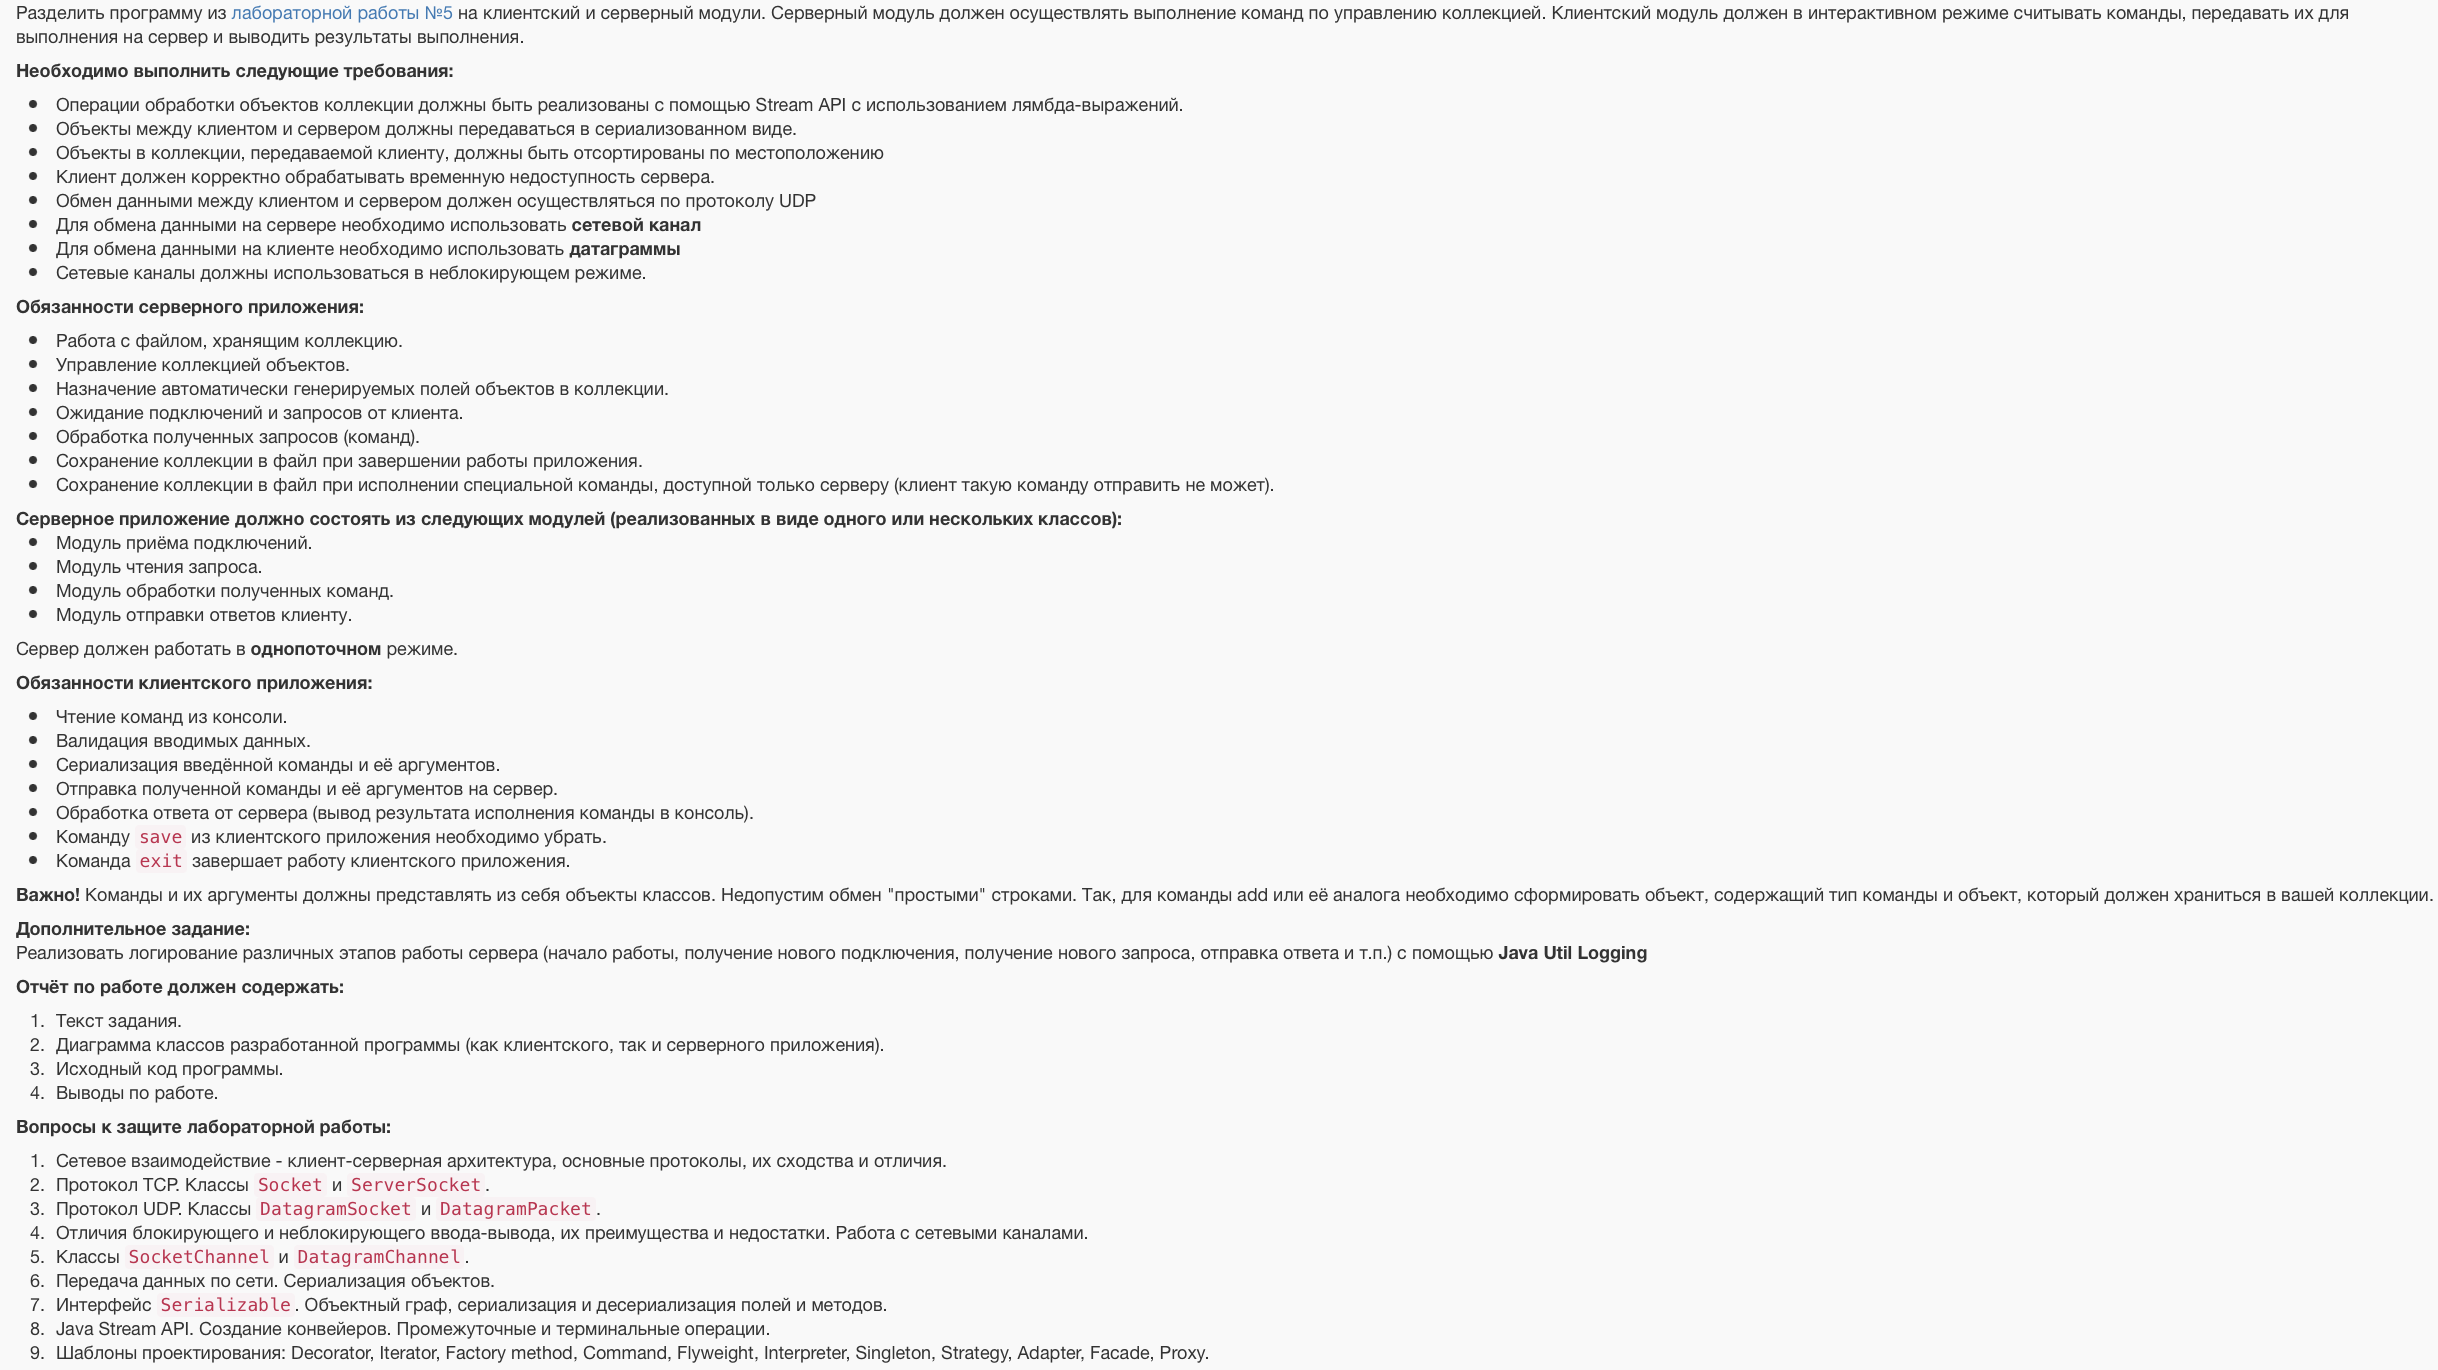 Разделить программу из лабораторной работы №5 на клиентский и серверный модули. Серверный модуль должен осуществлять выполнение команд по управлению коллекцией. Клиентский модуль должен в интерактивном режиме считывать команды, передавать их для
выполнения на сервер и выводить результаты выполнения.
Необходимо выполнить следующие требования:
• Операции обработки объектов коллекции должны быть реализованы с помощью Stream API с использованием лямбда-выражений.
• Объекты между клиентом и сервером должны передаваться в сериализованном виде.
• Объекты в коллекции, передаваемой клиенту, должны быть отсортированы по местоположению
• Клиент должен корректно обрабатывать временную недоступность сервера.
• Обмен данными между клиентом и сервером должен осуществляться по протоколу UDP
• Для обмена данными на сервере необходимо использовать сетевой канал
• Для обмена данными на клиенте необходимо использовать датаграммы
• Сетевые каналы должны использоваться в неблокирующем режиме.
Обязанности серверного приложения:
• Работа с файлом, хранящим коллекцию.
• Управление коллекцией объектов.
• Назначение автоматически генерируемых полей объектов в коллекции.
• Ожидание подключений и запросов от клиента.
• Обработка полученных запросов (команд).
• Сохранение коллекции в файл при завершении работы приложения.
• Сохранение коллекции в файл при исполнении специальной команды, доступной только серверу (клиент такую команду отправить не может).
Серверное приложение должно состоять из следующих модулей (реализованных в виде одного или нескольких классов):
• Модуль приёма подключений.
• Модуль чтения запроса.
• Модуль обработки полученных команд.
• Модуль отправки ответов клиенту.
Сервер должен работать в однопоточном режиме.
Обязанности клиентского приложения:
• Чтение команд из консоли.
• Валидация вводимых данных.
• Сериализация введённой команды и её аргументов.
• Отправка полученной команды и её аргументов на сервер.
• Обработка ответа от сервера (вывод результата исполнения команды в консоль).
• Команду save из клиентского приложения необходимо убрать.
• Команда exit завершает работу клиентского приложения.
Важно! Команды и их аргументы должны представлять из себя объекты классов. Недопустим обмен "простыми" строками. Так, для команды add или её аналога необходимо сформировать объект, содержащий тип команды и объект, который должен храниться в вашей коллекции.
Дополнительное задание:
Реализовать логирование различных этапов работы сервера (начало работы, получение нового подключения, получение нового запроса, отправка ответа и т.п.) с помощью Java Util Logging
Отчёт по работе должен содержать:
1. Текст задания.
2. Диаграмма классов разработанной программы (как клиентского, так и серверного приложения).
3. Исходный код программы.
4. Выводы по работе.
Вопросы к защите лабораторной работы:
1. Сетевое взаимодействие - клиент-серверная архитектура, основные протоколы, их сходства и отличия.
2. Протокол TCP. Классы Socket и ServerSocket.
3. Протокол UDP. Классы DatagramSocket и DatagramPacket.
4. Отличия блокирующего и неблокирующего ввода-вывода, их преимущества и недостатки. Работа с сетевыми каналами.
5. Классы SocketChannel и DatagramChannel.
6. Передача данных по сети. Сериализация объектов.
7. Интерфейс Serializable. Объектный граф, сериализация и десериализация полей и методов.
8. Java Stream API. Создание конвейеров. Промежуточные и терминальные операции.
9. Шаблоны проектирования: Decorator, Iterator, Factory method, Command, Flyweight, Interpreter, Singleton, Strategy, Adapter, Facade, Proxy.